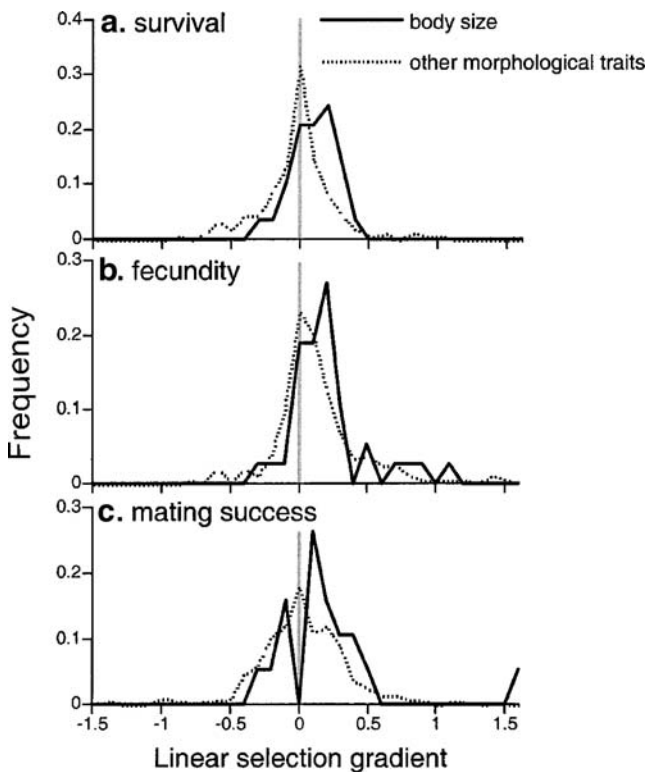 a. survival
body size
other morphological traits
0.4
0.3
0.2
0.1
0
b. fecundity
0.3
0.2
0.1
0
c. mating success
0.3
0.2
0.1
0
-1.5
-1
-0.5
0
0.5
1
1.5
Frequency
Linear selection gradient